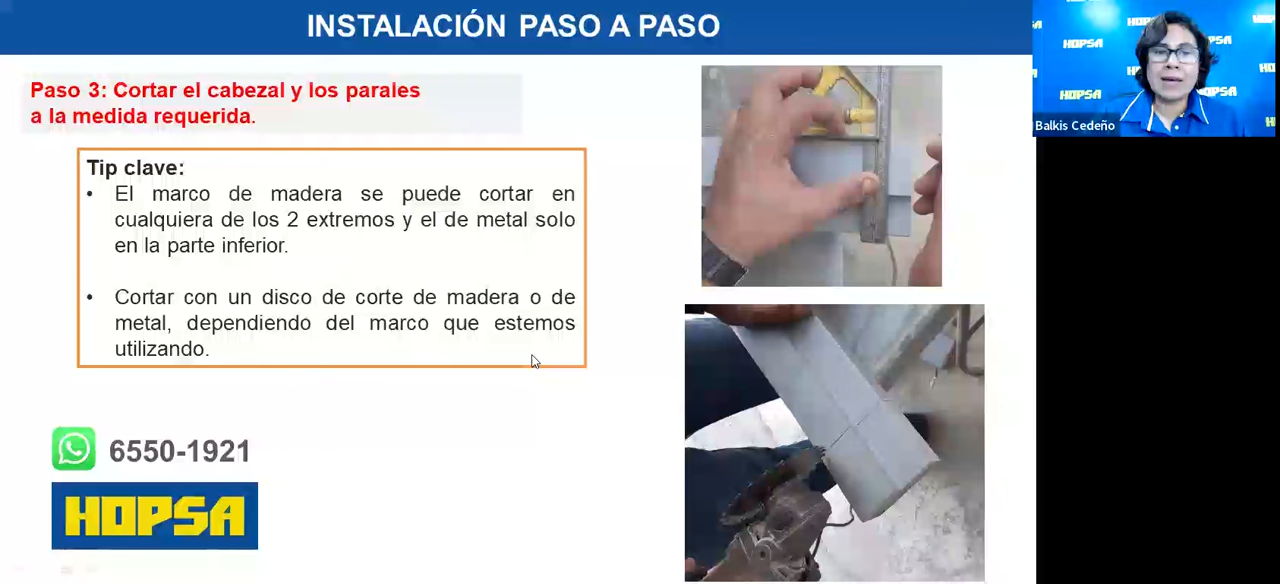 INSTALACIÓN PASO A PASO
Paso 3: Cortar el cabezal y los parales
a la medida requerida.
Tip clave:
• El marco de madera se puede cortar en
cualquiera de los 2 extremos y el de metal solo
en la parte inferior.
• Cortar con un disco de corte de madera o de
metal, dependiendo del marco que estemos
utilizando.
6550-1921
HOPSA
HOPSA
HOPSA
Balkis Cedeño